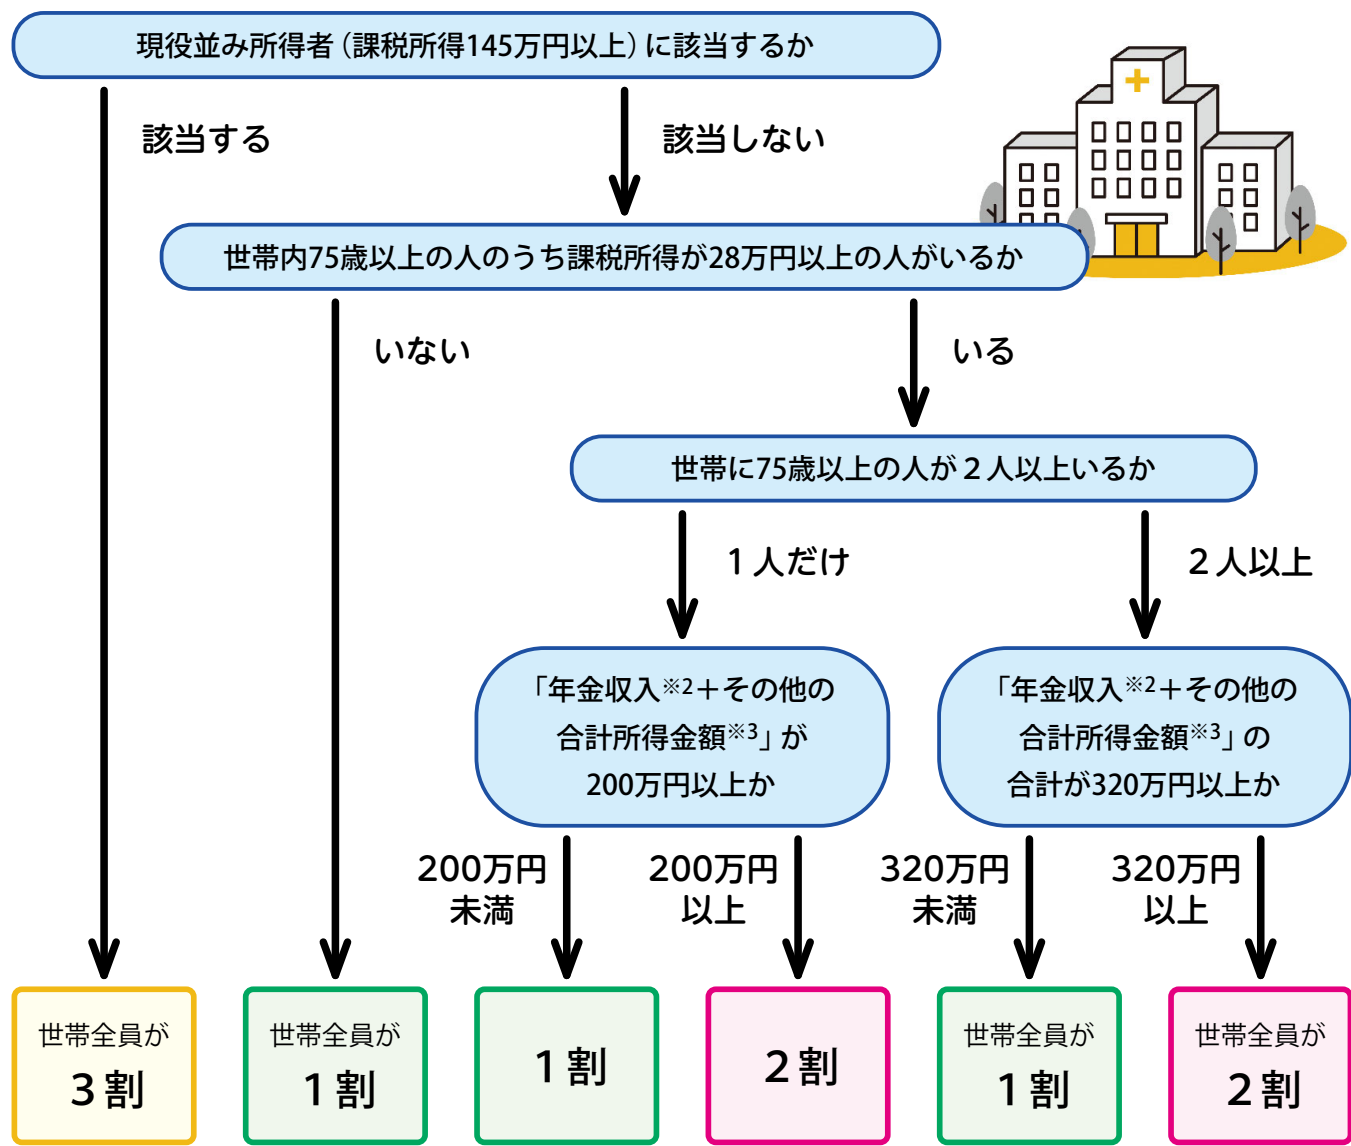 現役並み所得者（課税所得145万円以上）に該当するか
該当する
該当しない
世帯内75歳以上の人のうち課税所得が28万円以上の人がいるか
いない
いる
世帯に75歳以上の人が２人以上いるか
１人だけ
２人以上
「年金収入※2＋その他の
合計所得金額※3」が
200万円以上か
「年金収入※2＋その他の
合計所得金額※3」の
合計が320万円以上か
200万円
未満
200万円
以上
320万円
未満
320万円
以上
世帯全員が
３割
世帯全員が
１割
１割
２割
世帯全員が
１割
世帯全員が
２割